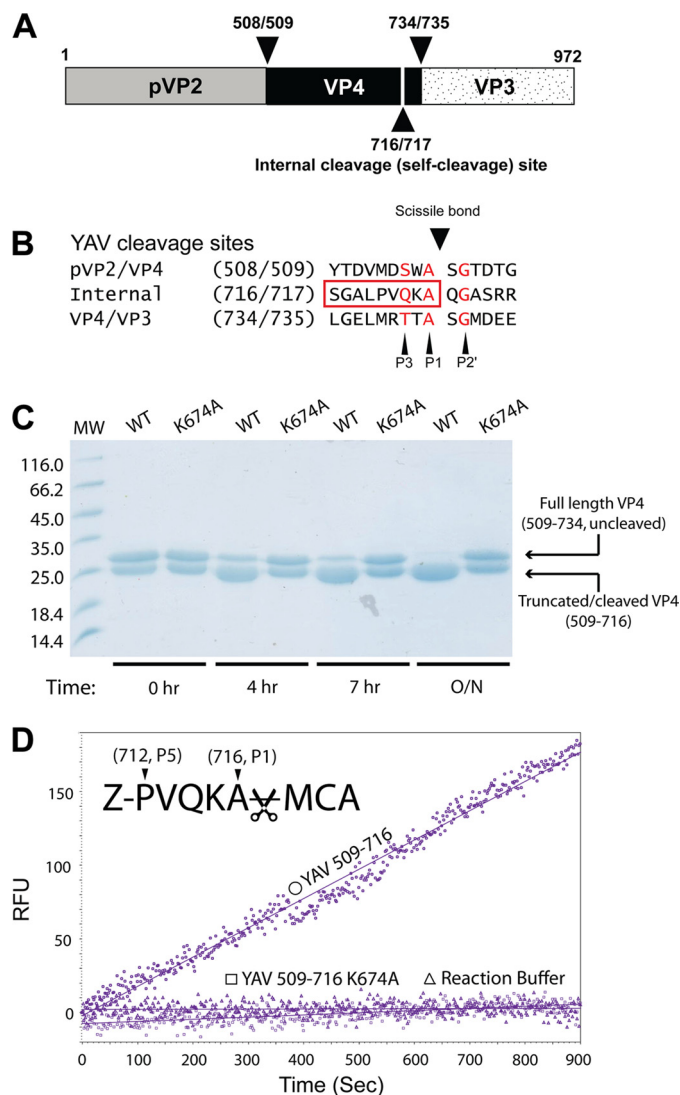 A
508/509 734/735
1 972
pVP2 VP4 VP3
716/717
Internal cleavage (self-cleavage) site
Scissile bond
B YAV cleavage sites
pVP2/VP4 (508/509) YTDVMDSWA SGTDTG
Internal (716/717) SGALPVQKA QGASRR
VP4/VP3 (734/735) LGELMRTTA SGMDEE
P3 P1 P2'
C
MW WT K674A WT K674A WT K674A WT K674A
116.0
66.2
45.0
35.0
25.0
18.4
14.4
Full length VP4
(509-734, uncleaved)
Truncated/cleaved VP4
(509-716)
Time: 0 hr 4 hr 7 hr O/N
D
(712, P5) (716, P1)
Z-PVQKA MCA
YAV 509-716
YAV 509-716 K674A Reaction Buffer
RFU
150
100
50
0
0 100 200 300 400 500 600 700 800 900
Time (Sec)